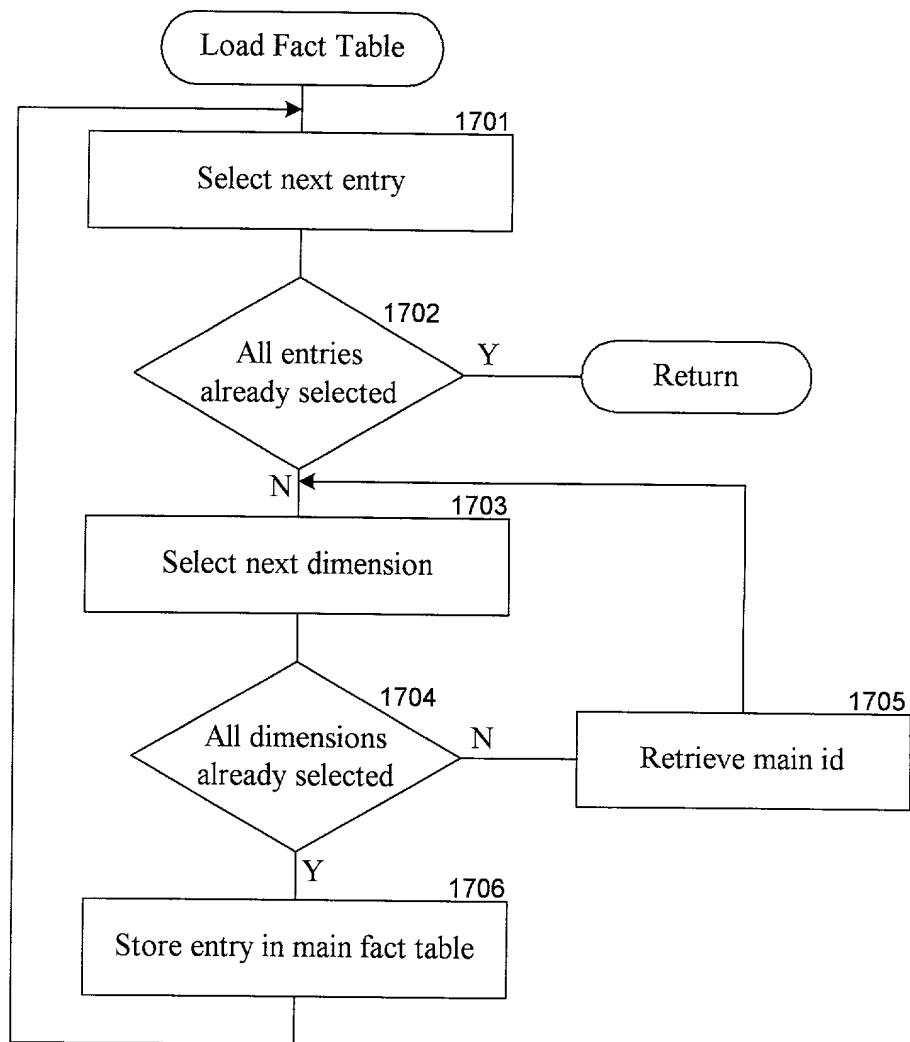 Load Fact Table
1701
Select next entry
1702
All entries
already selected
Y
Return
N
1703
Select next dimension
1704
All dimensions
already selected
N
1705
Retrieve main id
Y
1706
Store entry in main fact table